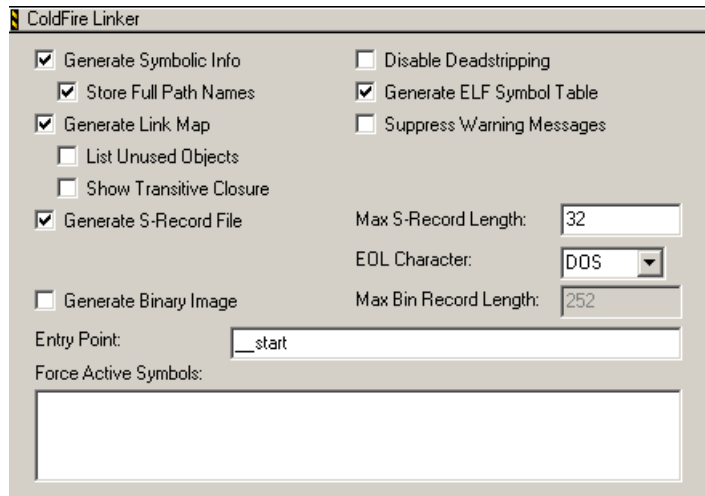 ColdFire Linker
Generate Symbolic Info Disable Deadstripping
Store Full Path Names Generate ELF Symbol Table
Generate Link Map Suppress Warning Messages
List Unused Objects
Show Transitive Closure
Generate S-Record File Max S-Record Length: 32
EOL Character: DOS
Generate Binary Image Max Bin Record Length: 252
Entry Point: __start
Force Active Symbols: